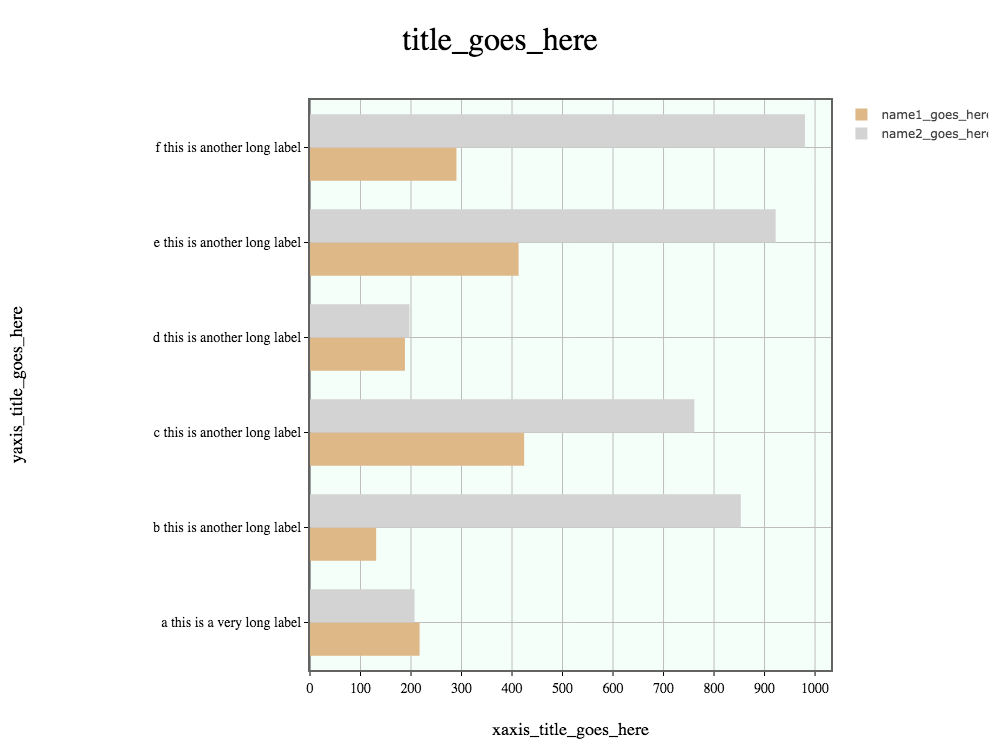 title_goes_here
name1_goes_her
name2_goes_her
f this is another long label
e this is another long label
d this is another long label
c this is another long label
b this is another long label
a this is a very long label
yaxis_title_goes_here
0 100 200 300 400 500 600 700 800 900 1000
xaxis_title_goes_here